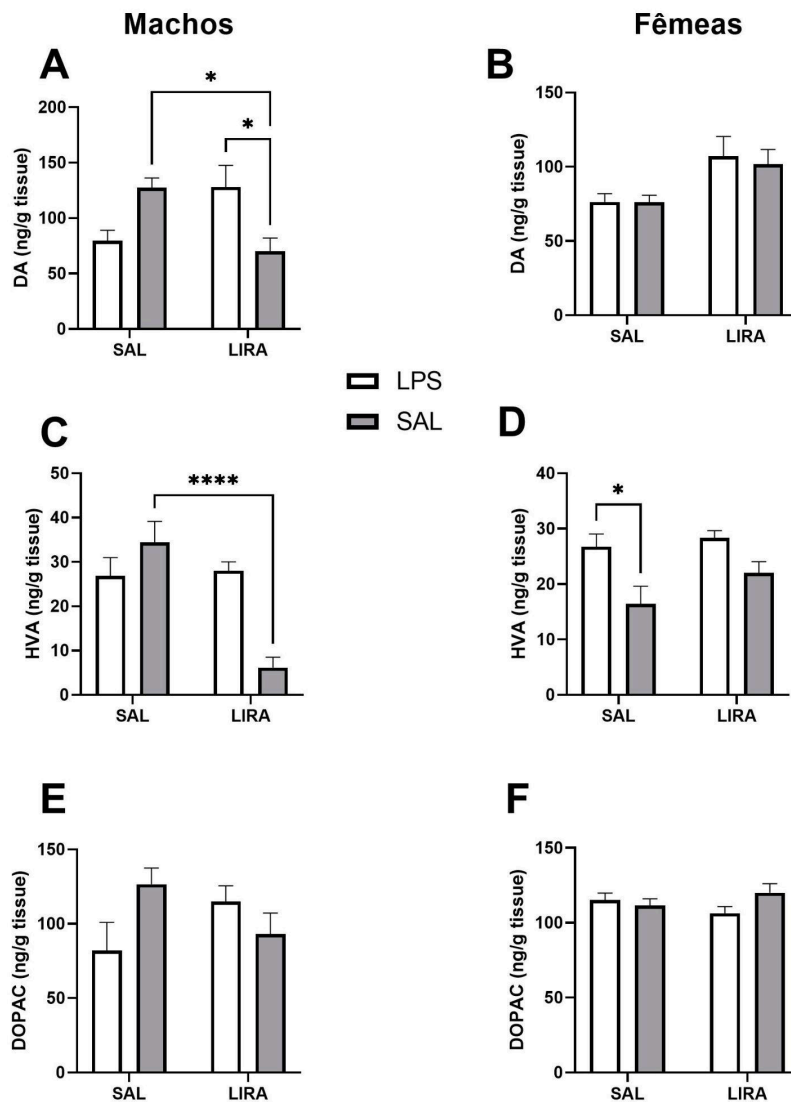 Machos
Fêmeas
A
DA (ng/g tissue)
200
150
100
50
0
*
*
SAL
LIRA
B
DA (ng/g tissue)
150
100
50
0
SAL
LIRA
LPS
SAL
C
HVA (ng/g tissue)
50
40
30
20
10
0
****
SAL
LIRA
D
HVA (ng/g tissue)
40
30
20
10
0
*
SAL
LIRA
E
DOPAC (ng/g tissue)
150
100
50
0
SAL
LIRA
F
DOPAC (ng/g tissue)
150
100
50
0
SAL
LIRA